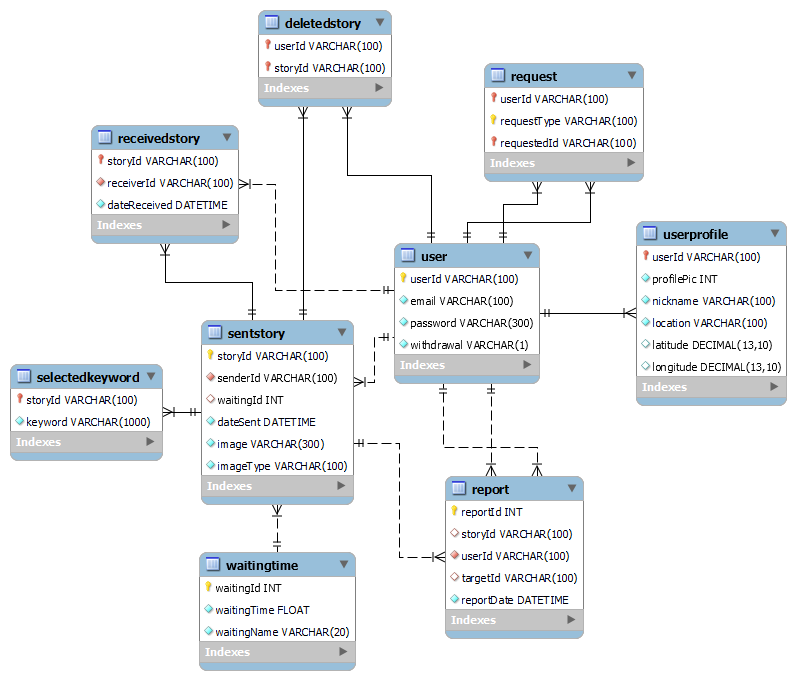 deletedstory
userId VARCHAR(100)
storyId VARCHAR(100)
Indexes
request
userId VARCHAR(100)
requestType VARCHAR(100)
requestedId VARCHAR(100)
Indexes
receivedstory
storyId VARCHAR(100)
receiverId VARCHAR(100)
dateReceived DATETIME
Indexes
userprofile
userId VARCHAR(100)
profilePic INT
nickname VARCHAR(100)
location VARCHAR(100)
latitude DECIMAL(13,10)
longitude DECIMAL(13,10)
Indexes
user
userId VARCHAR(100)
email VARCHAR(100)
password VARCHAR(300)
withdrawal VARCHAR(1)
Indexes
sentstory
storyId VARCHAR(100)
senderId VARCHAR(100)
waitingId INT
dateSent DATETIME
image VARCHAR(300)
imageType VARCHAR(100)
Indexes
selectedkeyword
storyId VARCHAR(100)
keyword VARCHAR(1000)
Indexes
report
reportId INT
storyId VARCHAR(100)
userId VARCHAR(100)
targetId VARCHAR(100)
reportDate DATETIME
Indexes
waitingtime
waitingId INT
waitingTime FLOAT
waitingName VARCHAR(20)
Indexes